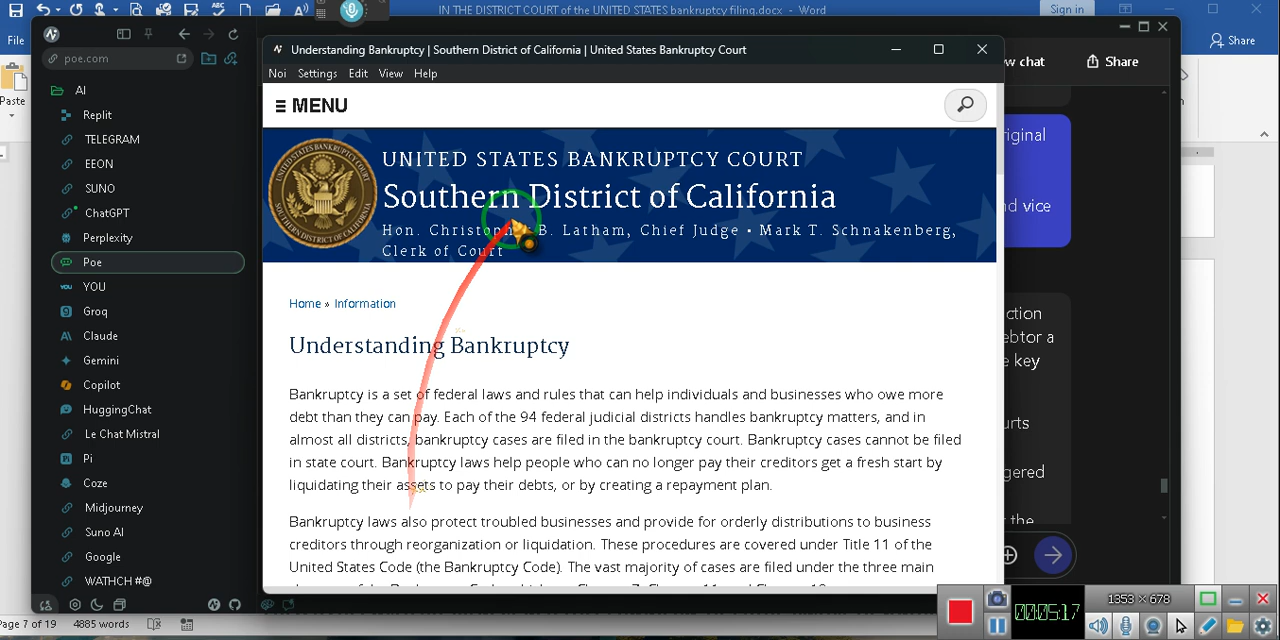 IN THE DISTRICT COURT of the UNITED STATES bankruptcy filing.docx - Word
Sign in
File
Share
Paste
poe.com
AI
Replit
TELEGRAM
EEON
SUNO
ChatGPT
Perplexity
Poe
YOU
Groq
Claude
Gemini
Copilot
HuggingChat
Le Chat Mistral
Pi
Coze
Midjourney
Suno AI
Google
WATHCH #@
Understanding Bankruptcy | Southern District of California | United States Bankruptcy Court
Noi Settings Edit View Help
MENU
UNITED STATES BANKRUPTCY COURT
Southern District of California
Hon. Christoph B. Latham, Chief Judge • Mark T. Schnakenberg,
Clerk of Court
Home » Information
Understanding Bankruptcy
Bankruptcy is a set of federal laws and rules that can help individuals and businesses who owe more
debt than they can pay. Each of the 94 federal judicial districts handles bankruptcy matters, and in
almost all districts, bankruptcy cases are filed in the bankruptcy court. Bankruptcy cases cannot be filed
in state court. Bankruptcy laws help people who can no longer pay their creditors get a fresh start by
liquidating their assets to pay their debts, or by creating a repayment plan.
Bankruptcy laws also protect troubled businesses and provide for orderly distributions to business
creditors through reorganization or liquidation. These procedures are covered under Title 11 of the
United States Code (the Bankruptcy Code). The vast majority of cases are filed under the three main
w chat
Share
iginal
nd vice
ction
ebtor a
e key
urts
gered
the
Page 7 of 19 4885 words
1353 × 678
00:05:17